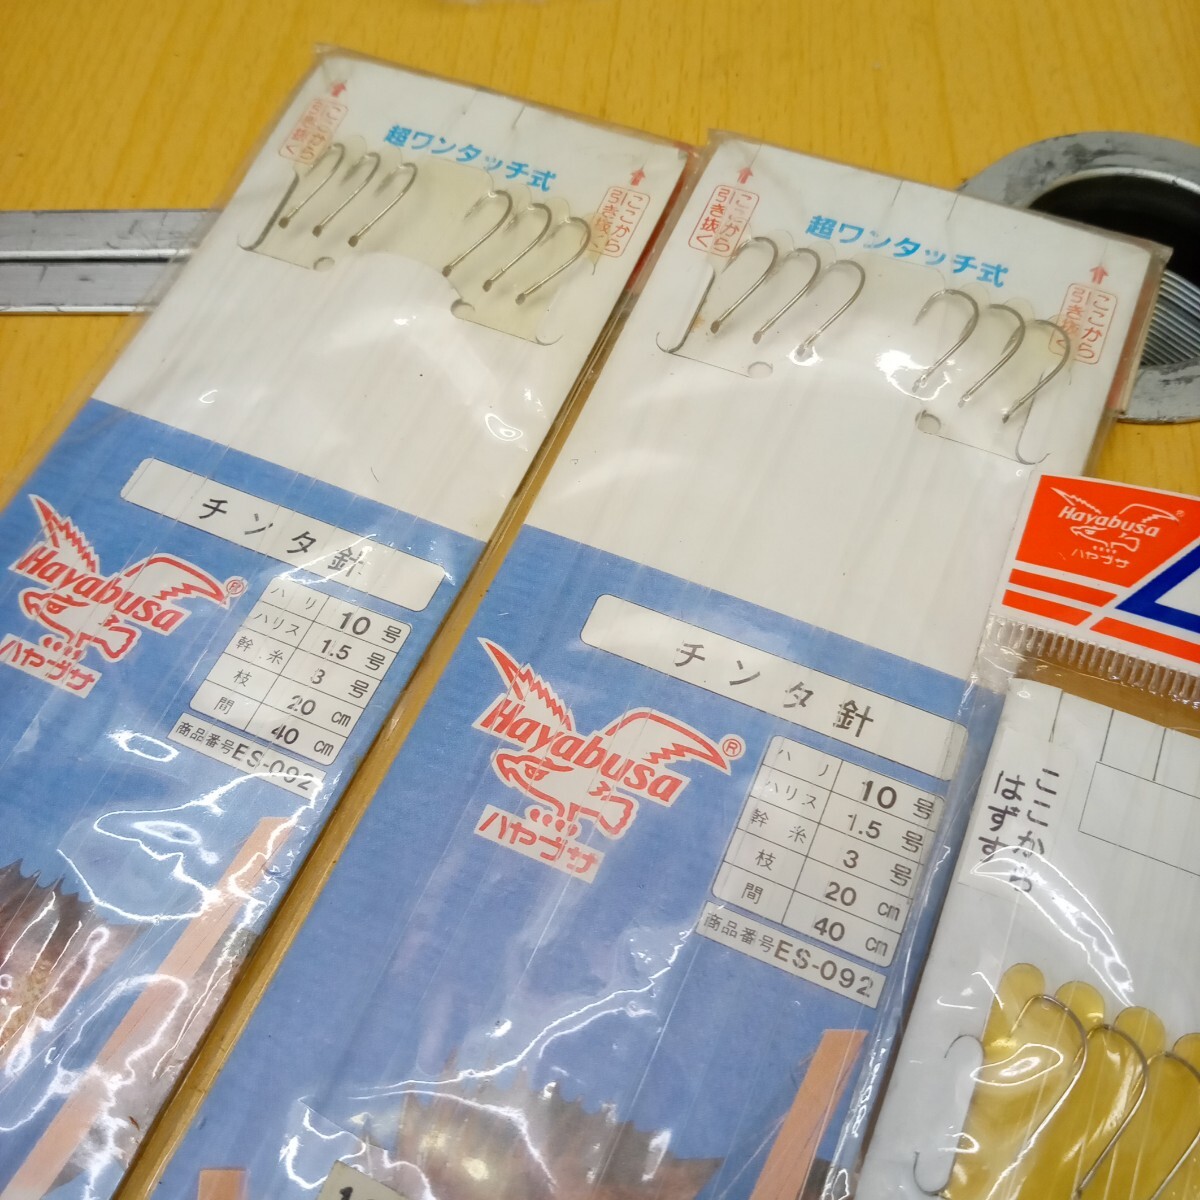 超ワンタッチ式
ここから
引き抜く
ここから
引き抜く
チンタ針
Hayabusa®
ハヤブサ
ハリ 10号
ハリス 1.5号
幹糸 3号
枝 20cm
間 40cm
商品番号 ES-092
超ワンタッチ式
ここから
引き抜く
ここから
引き抜く
チンタ針
Hayabusa®
ハヤブサ
ハリ 10号
ハリス 1.5号
幹糸 3号
枝 20cm
間 40cm
商品番号 ES-092
Hayabusa®
ハヤブサ
ここから
はずす